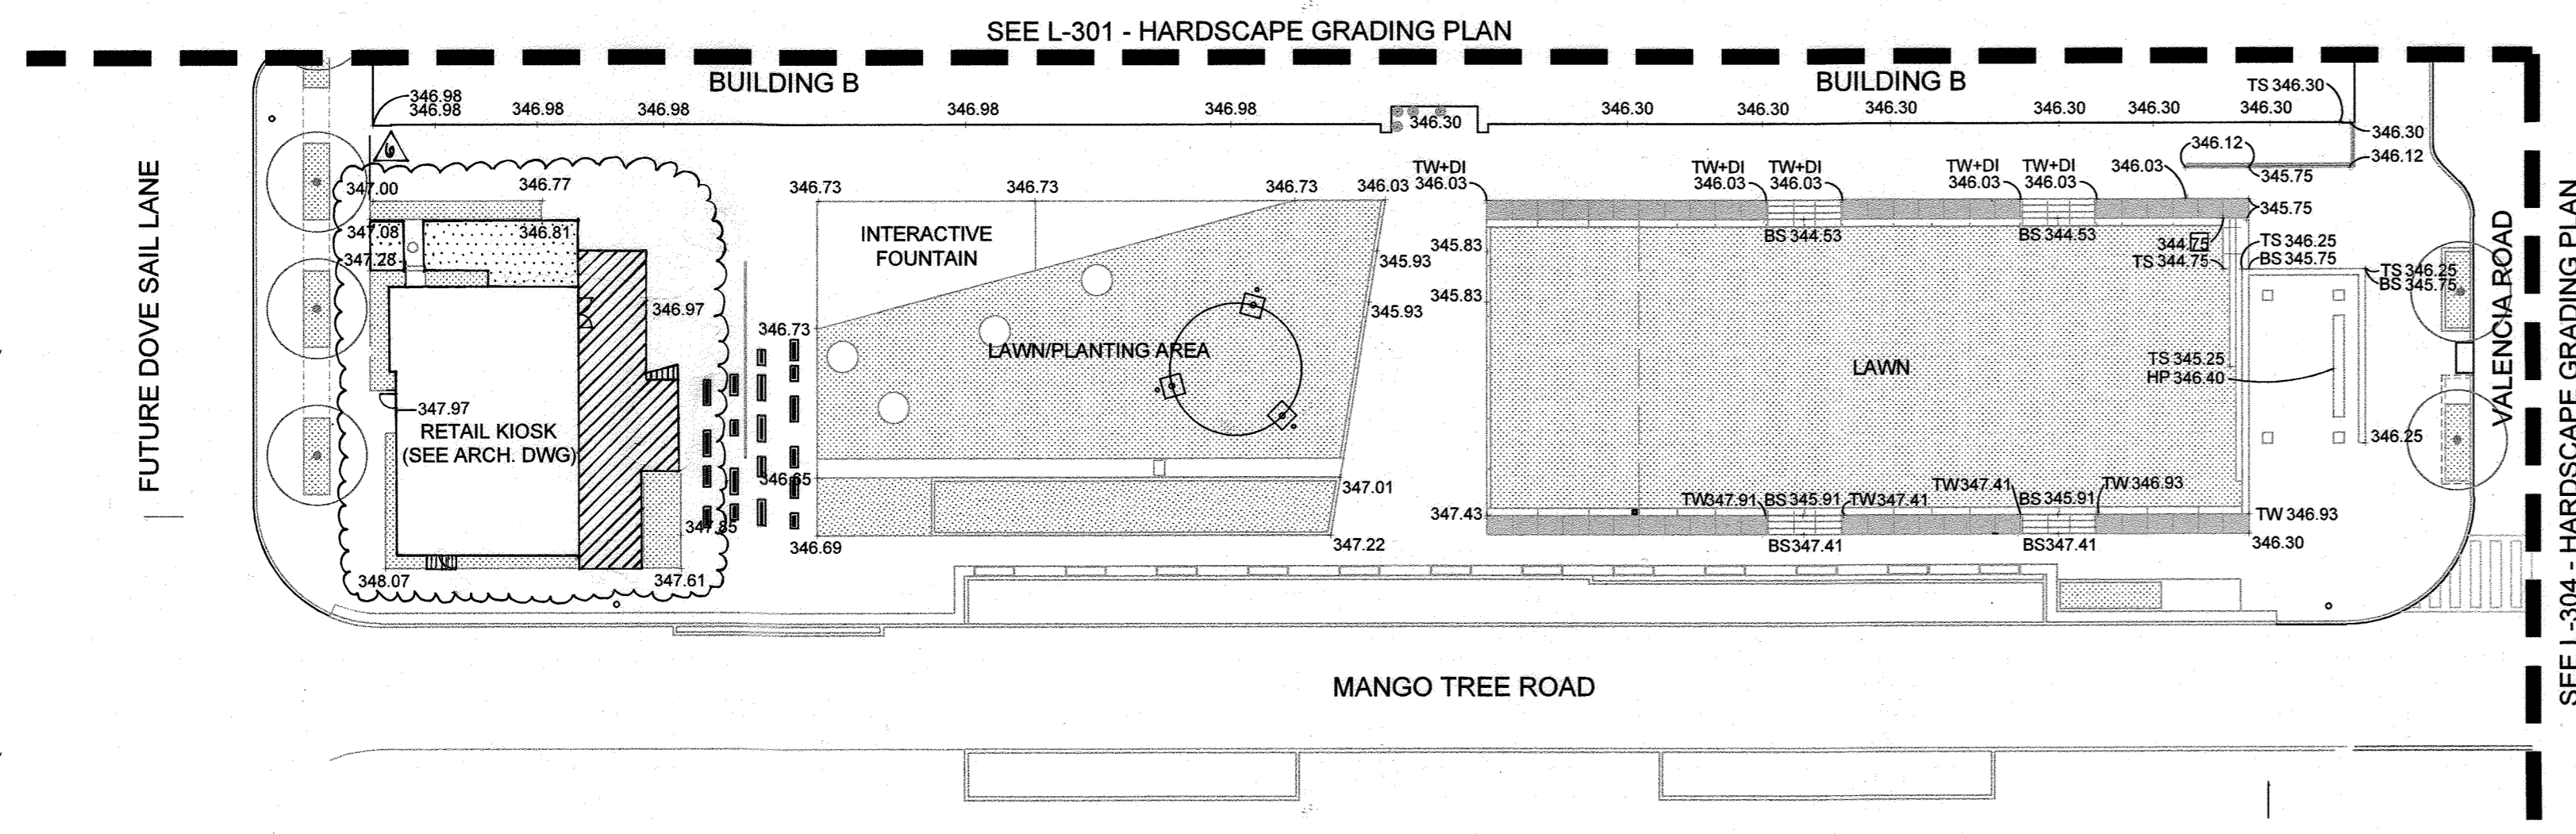 SEE L-301 - HARDSCAPE GRADING PLAN
BUILDING B
BUILDING B
346.98
346.98
346.98
346.98
346.98
346.98
346.30
346.30
346.30
346.30
346.30
346.30
346.30
TS 346.30
346.30
346.12
346.12
345.75
6
347.00
346.77
347.08
346.81
347.28
346.97
347.97
RETAIL KIOSK
(SEE ARCH. DWG)
348.07
347.61
347.85
FUTURE DOVE SAIL LANE
346.73
346.73
346.73
346.03
INTERACTIVE
FOUNTAIN
346.73
LAWN/PLANTING AREA
345.93
345.93
346.65
346.69
347.01
347.22
TW+DI
346.03
TW+DI
346.03
TW+DI
346.03
TW+DI
346.03
TW+DI
346.03
346.03
345.75
345.83
345.83
BS 344.53
BS 344.53
344.75
TS 344.75
TS 346.25
BS 345.75
TS 346.25
BS 345.75
LAWN
TS 345.25
HP 346.40
346.25
347.43
TW347.91
BS 345.91
TW347.41
TW347.41
BS 345.91
TW 346.93
BS347.41
BS347.41
TW 346.93
346.30
VALENCIA ROAD
MANGO TREE ROAD
SEE L-304 - HARDSCAPE GRADING PLAN